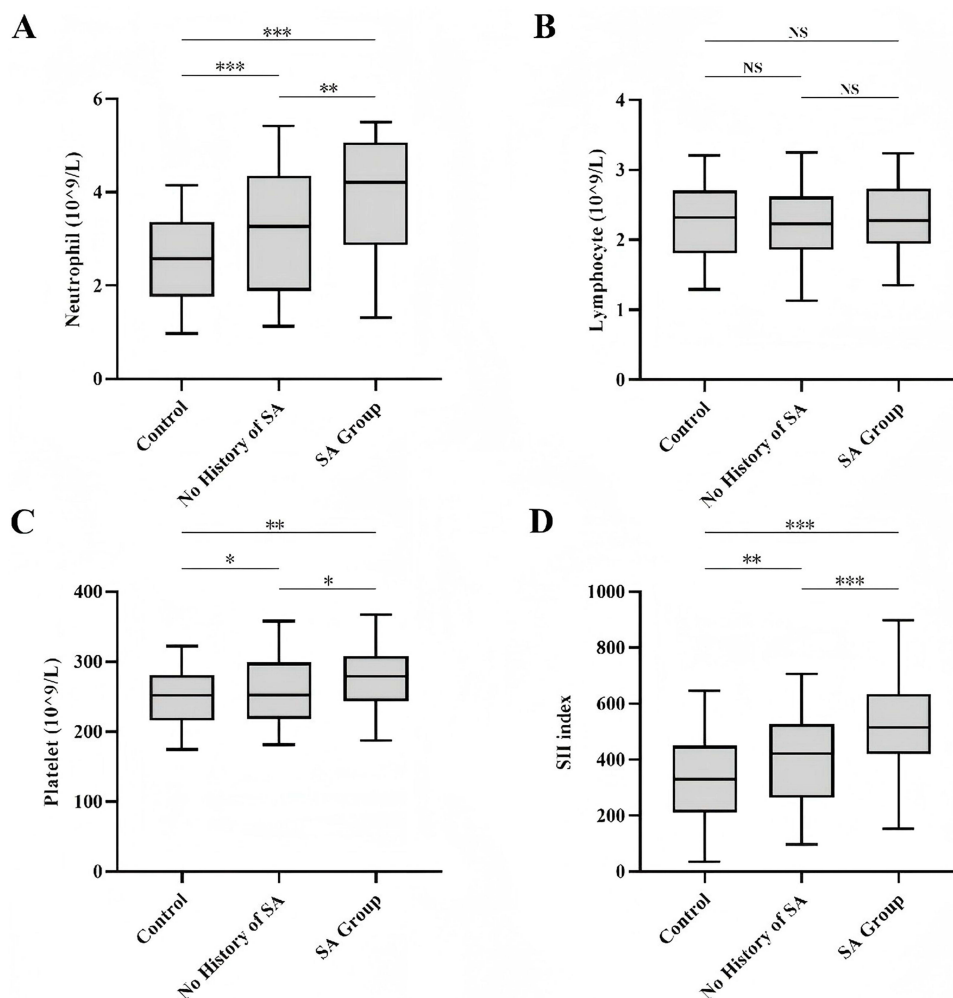 A
***
***
**
Neutrophil (10^9/L)
6
4
2
0
Control
No History of SA
SA Group
B
NS
NS
NS
Lymphocyte (10^9/L)
4
3
2
1
0
Control
No History of SA
SA Group
C
**
*
*
Platelet (10^9/L)
400
300
200
100
0
Control
No History of SA
SA Group
D
***
**
***
SII index
1000
800
600
400
200
0
Control
No History of SA
SA Group